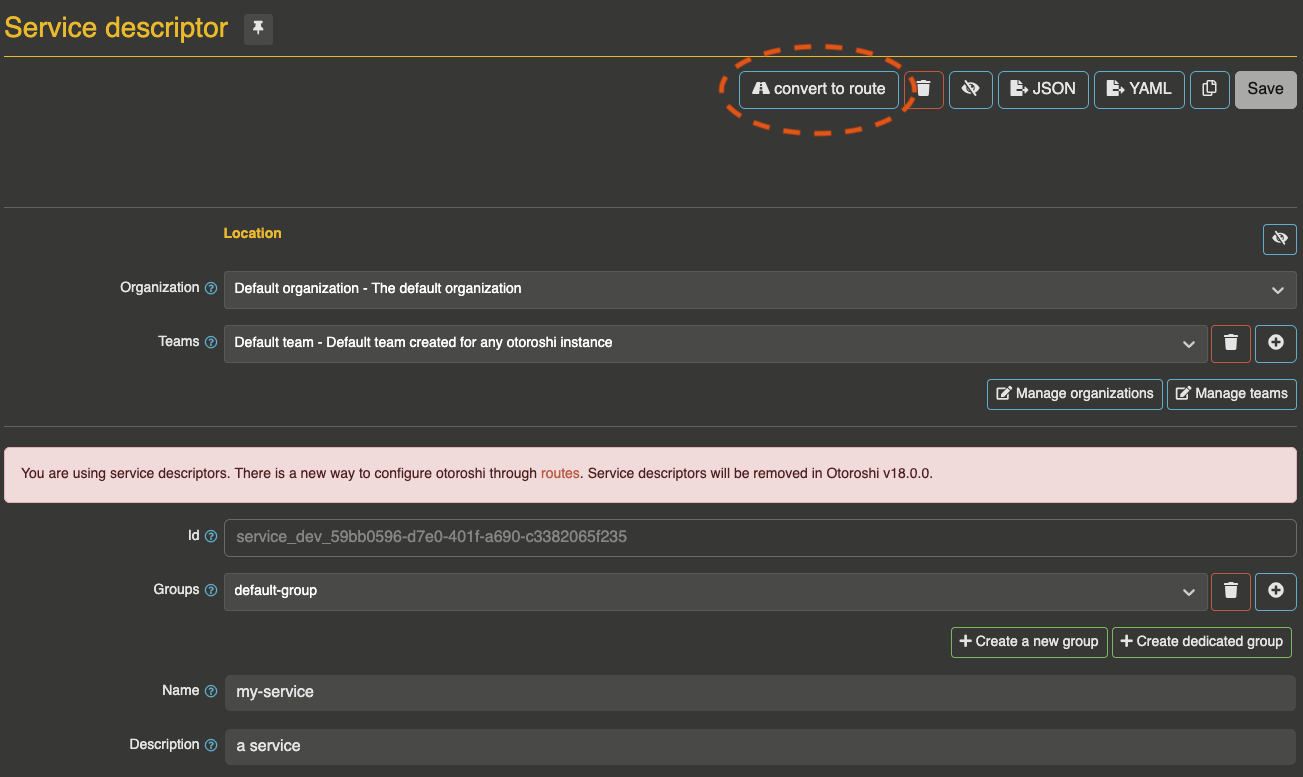 Service descriptor
convert to route JSON YAML Save
Location
Organization Default organization - The default organization
Teams Default team - Default team created for any otoroshi instance
Manage organizations Manage teams
You are using service descriptors. There is a new way to configure otoroshi through routes. Service descriptors will be removed in Otoroshi v18.0.0.
Id service_dev_59bb0596-d7e0-401f-a690-c3382065f235
Groups default-group
Create a new group Create dedicated group
Name my-service
Description a service